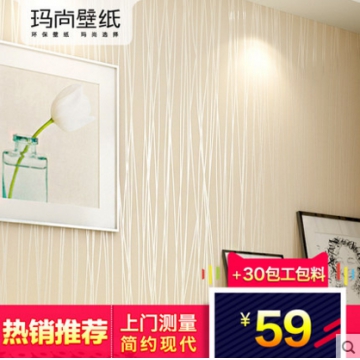 玛尚壁纸
环保壁纸 玛尚选择
+30包工包料
热销推荐
上门测量
简约现代
¥59